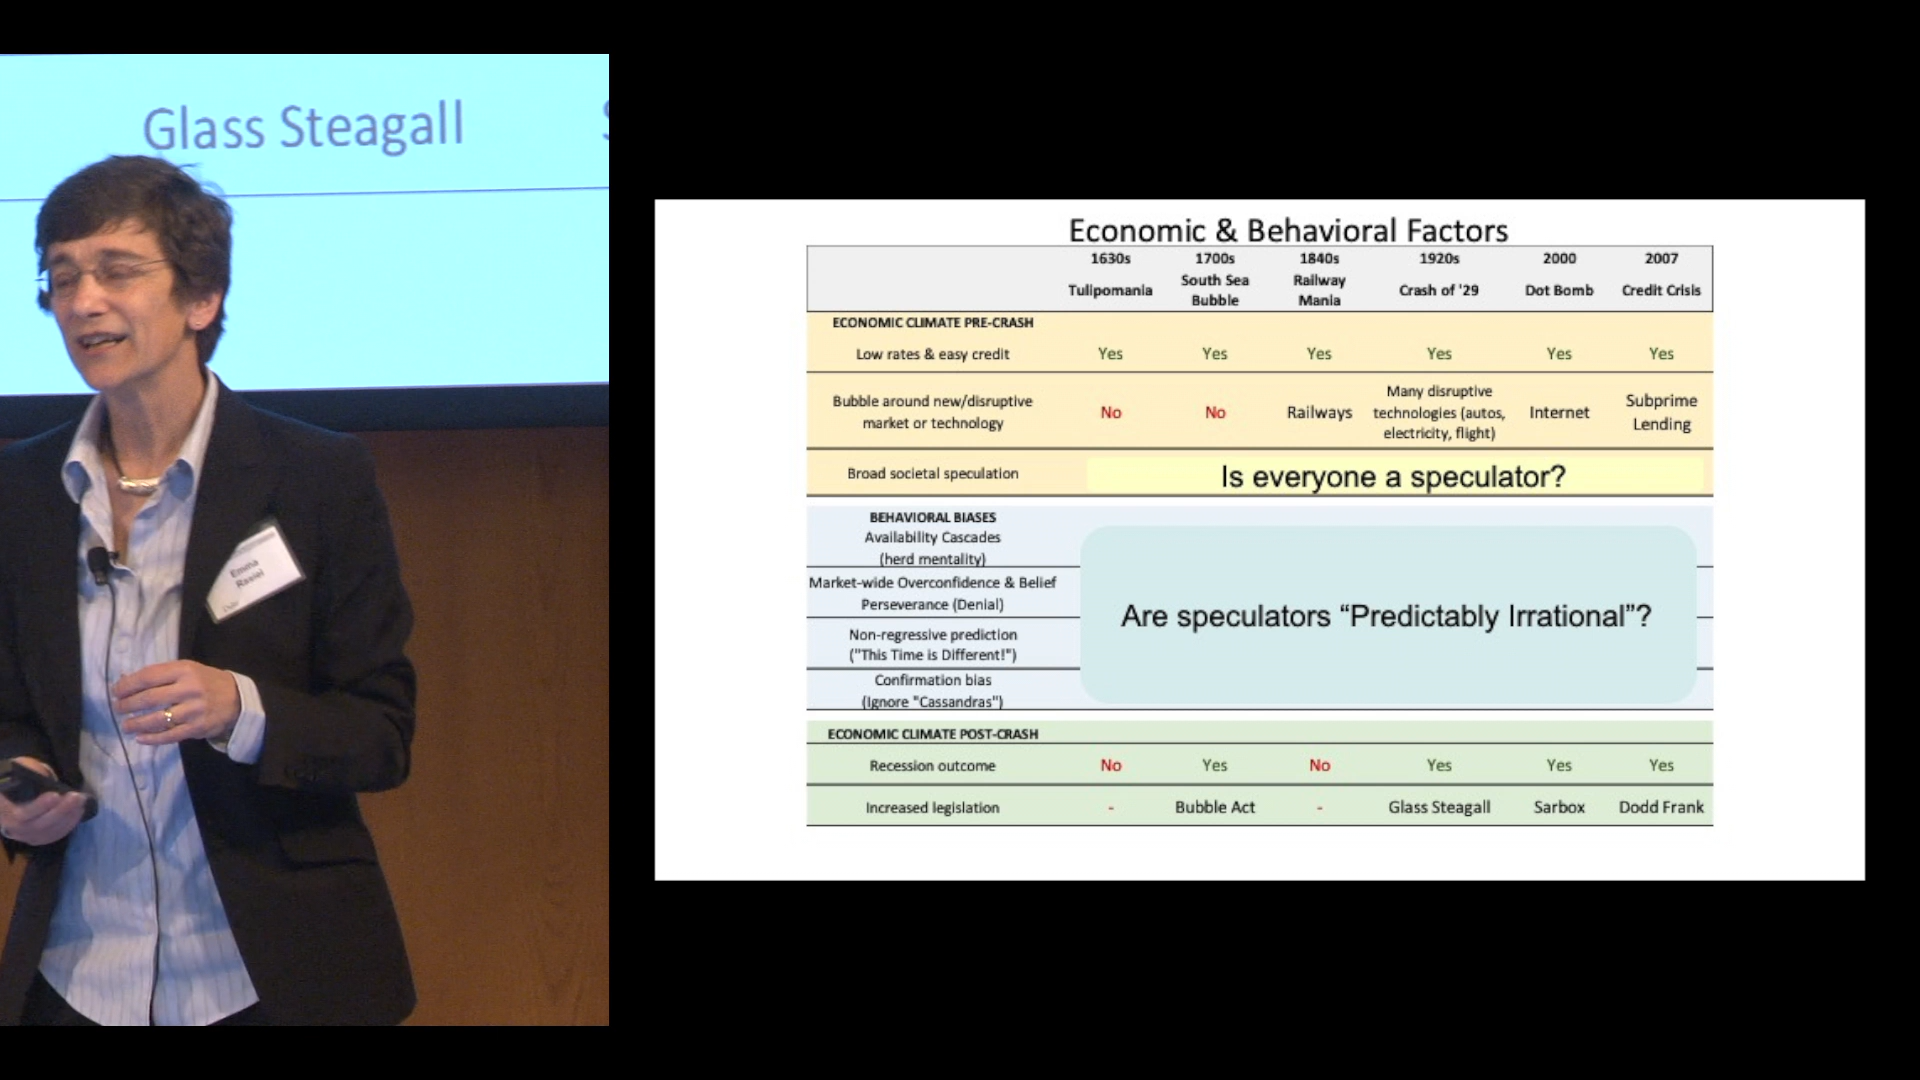 Glass Steagall
Emma
Rasiel
Economic & Behavioral Factors
1630s 1700s 1840s 1920s 2000 2007
Tulipomania South Sea Bubble Railway Mania Crash of '29 Dot Bomb Credit Crisis
ECONOMIC CLIMATE PRE-CRASH
Low rates & easy credit Yes Yes Yes Yes Yes Yes
Bubble around new/disruptive
market or technology
No No Railways
Many disruptive
technologies (autos,
electricity, flight)
Internet
Subprime
Lending
Broad societal speculation Is everyone a speculator?
BEHAVIORAL BIASES
Availability Cascades
(herd mentality)
Market-wide Overconfidence & Belief
Perseverance (Denial)
Non-regressive prediction
("This Time is Different!")
Confirmation bias
(Ignore "Cassandras")
Are speculators “Predictably Irrational”?
ECONOMIC CLIMATE POST-CRASH
Recession outcome No Yes No Yes Yes Yes
Increased legislation - Bubble Act - Glass Steagall Sarbox Dodd Frank